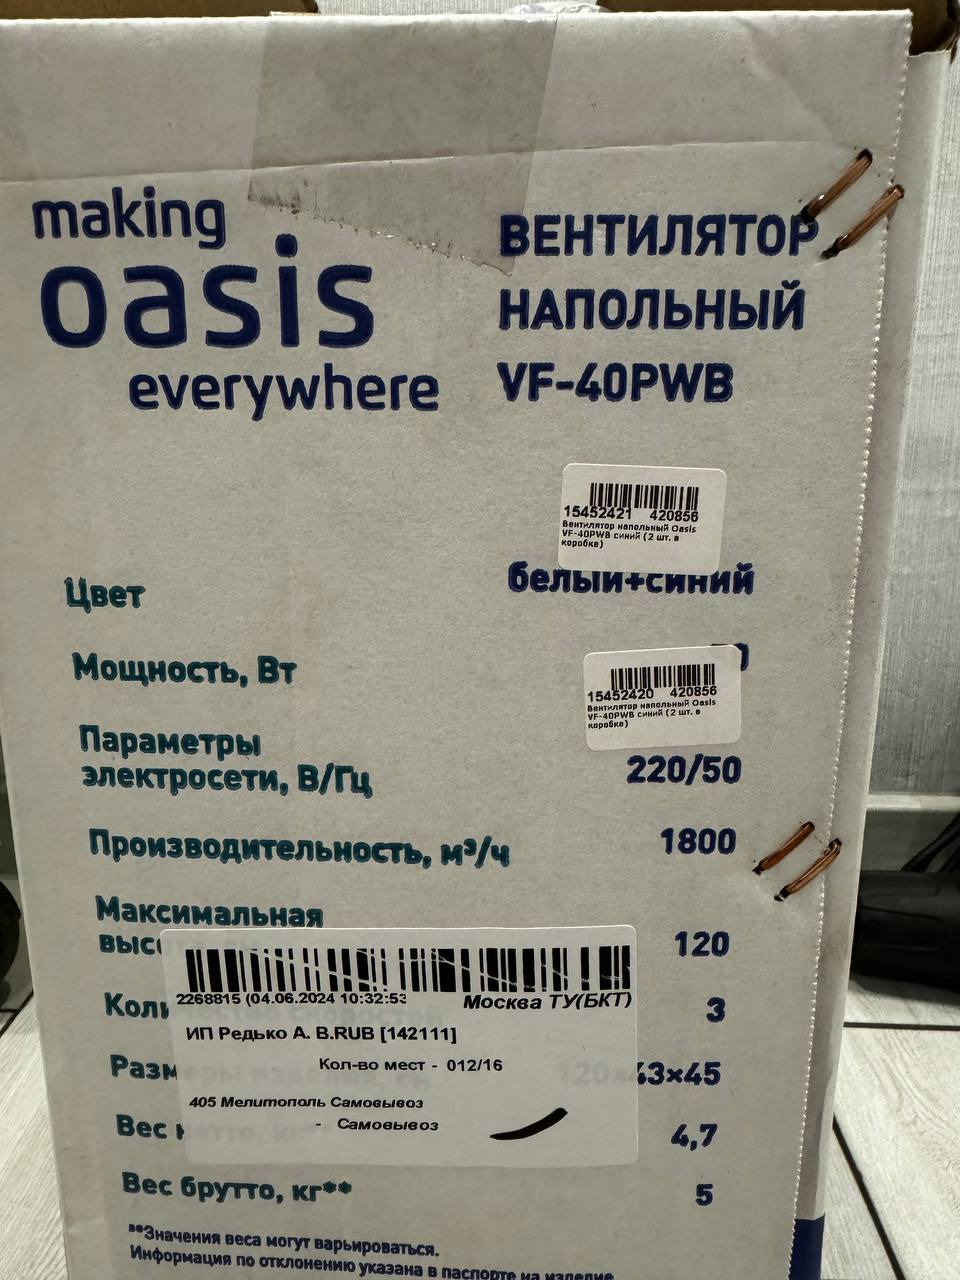 making
oasis
everywhere
ВЕНТИЛЯТОР
НАПОЛЬНЫЙ
VF-40PWB
15452421 420856
Вентилятор напольный Oasis
VF-40PWB синий (2 шт. в
коробке)
Цвет белый+синий
Мощность, Вт
15452420 420856
Вентилятор напольный Oasis
VF-40PWB синий (2 шт. в
коробке)
Параметры
электросети, В/Гц 220/50
Производительность, м³/ч 1800
Максимальная
120
2268815 (04.06.2024 10:32:53 Москва ТУ(БКТ)
3
ИП Редько А. В.RUB [142111]
Кол-во мест - 012/16
120×43×45
405 Мелитополь Самовывоз
- Самовывоз
Вес 4,7
Вес брутто, кг** 5
**Значения веса могут варьироваться.
Информация по отклонению указана в паспорте на изделие